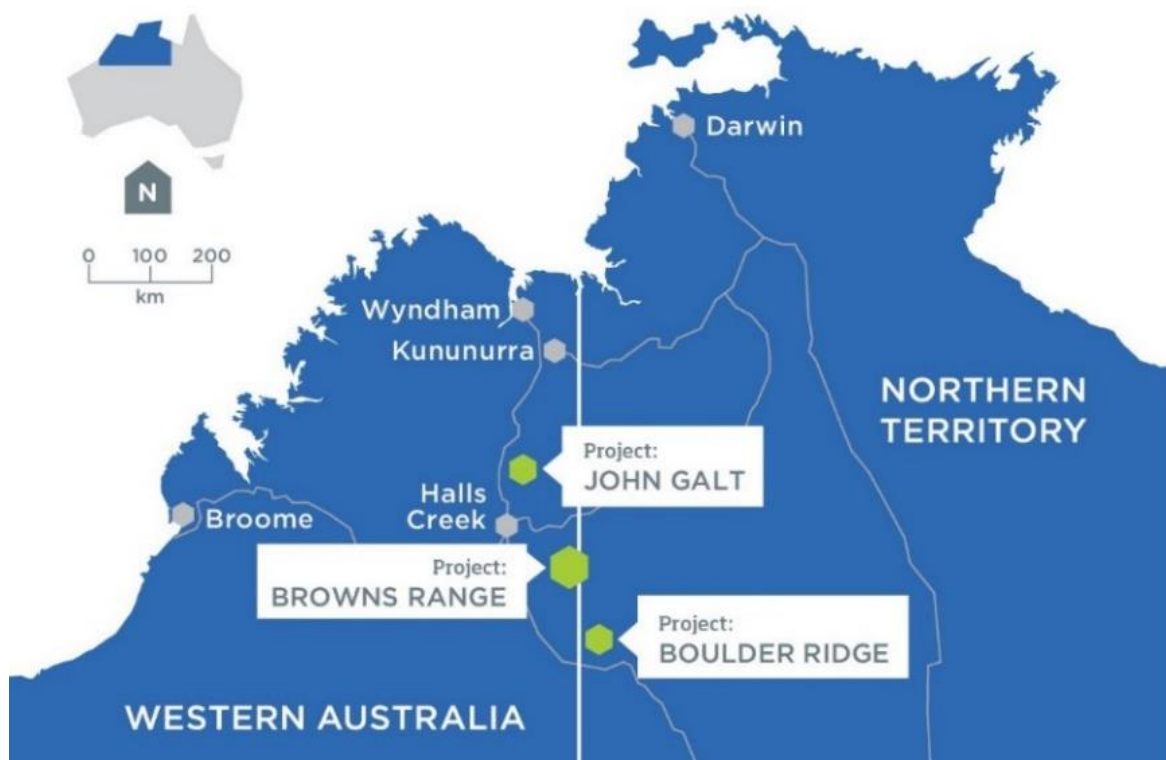 Darwin
N
0 100 200
km
Wyndham
Kununurra
NORTHERN
TERRITORY
Project:
JOHN GALT
Halls
Creek
Broome
Project:
BROWNS RANGE
Project:
BOULDER RIDGE
WESTERN AUSTRALIA